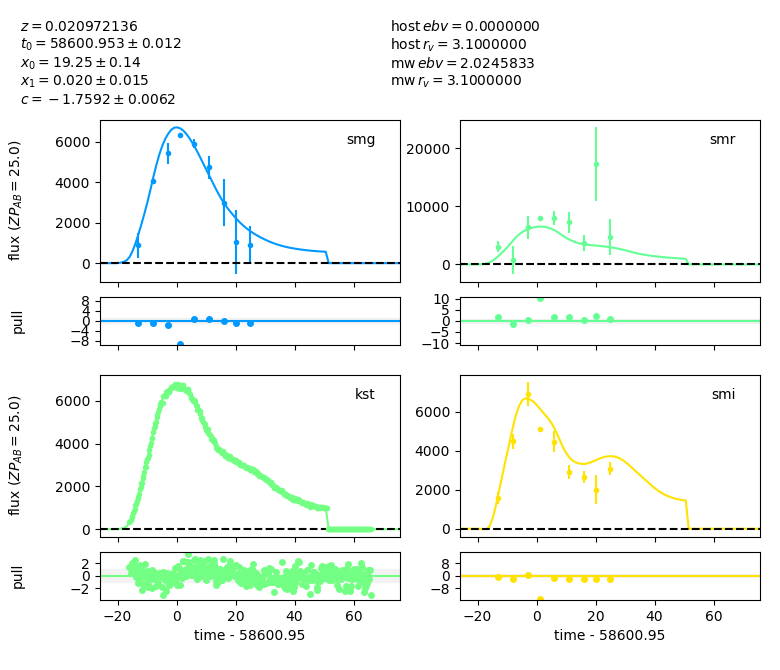 z = 0.020972136
t0 = 58600.953 ± 0.012
x0 = 19.25 ± 0.14
x1 = 0.020 ± 0.015
c = −1.7592 ± 0.0062
host ebv = 0.0000000
host rv = 3.1000000
mw ebv = 2.0245833
mw rv = 3.1000000
smg
flux (ZPAB = 25.0)
6000
4000
2000
0
smr
20000
10000
0
pull
8
4
0
−4
−8
10
5
0
−5
−10
kst
flux (ZPAB = 25.0)
6000
4000
2000
0
smi
6000
4000
2000
0
pull
2
0
−2
8
0
−8
−20 0 20 40 60
time - 58600.95
−20 0 20 40 60
time - 58600.95